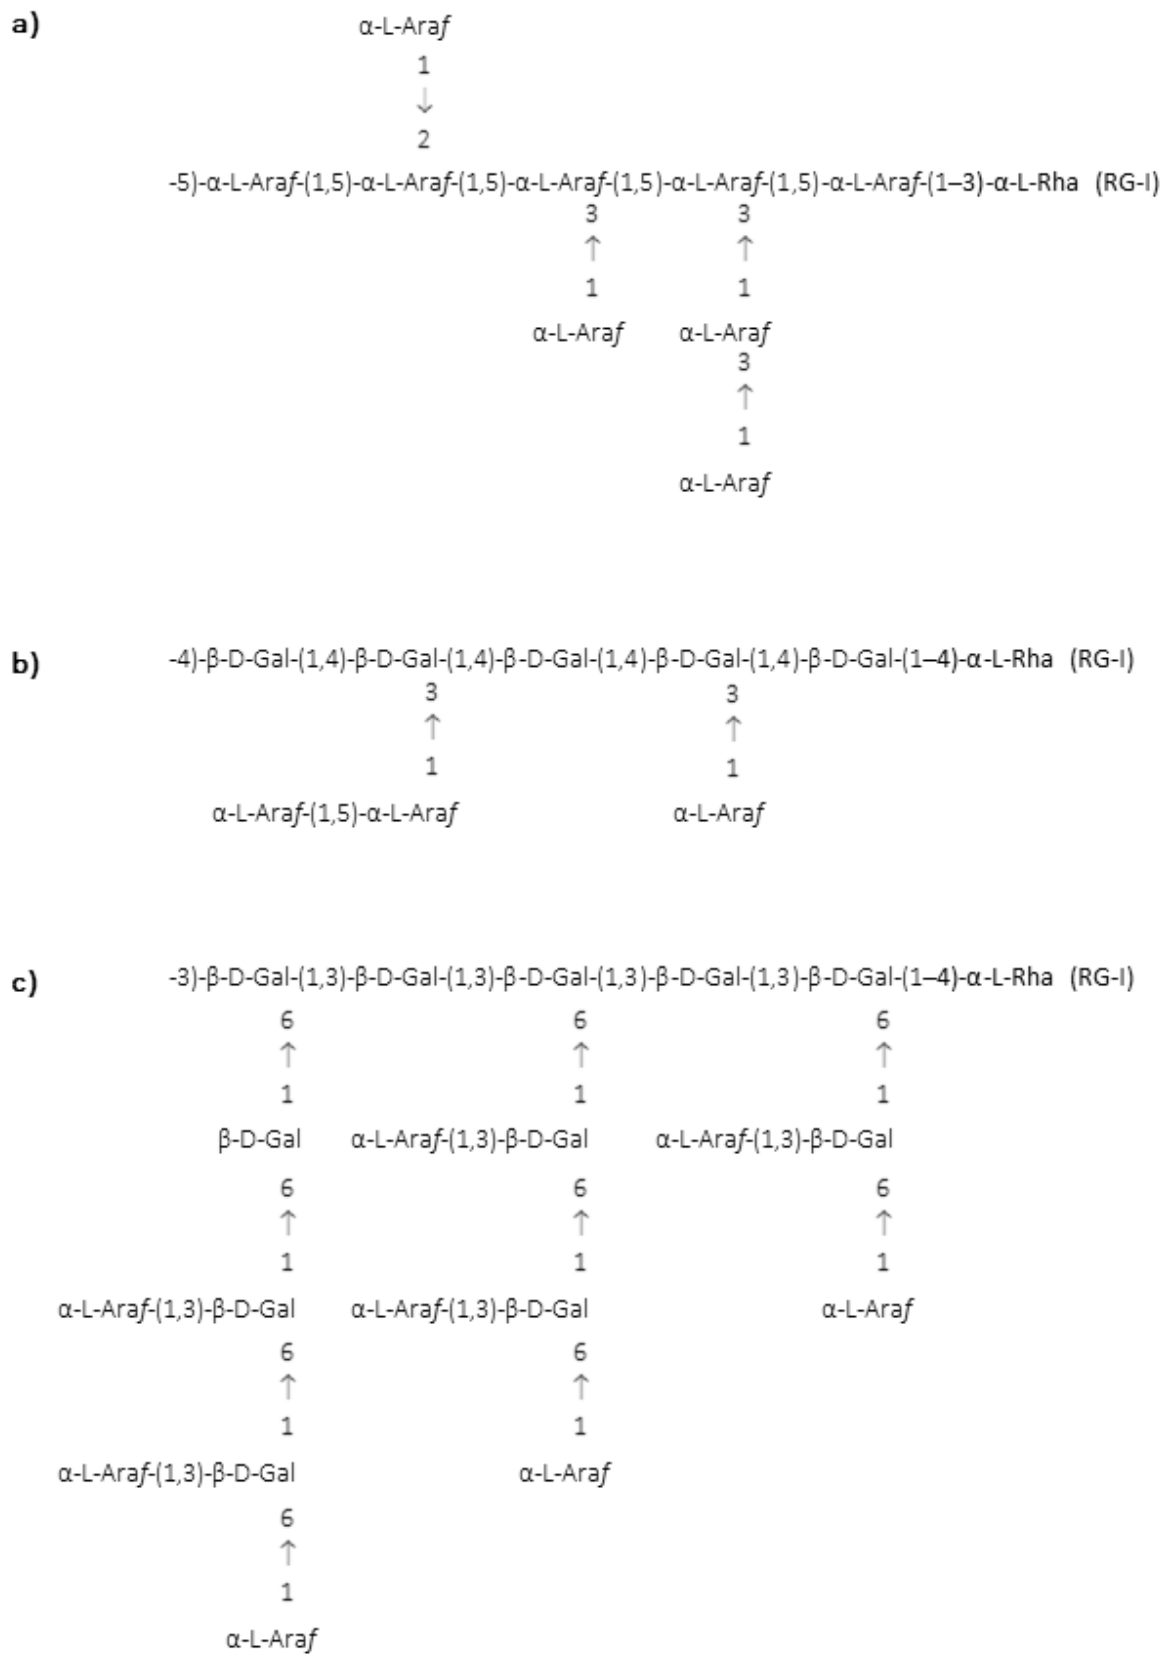 a)
α-L-Araf
1
↓
2
-5)-α-L-Araf-(1,5)-α-L-Araf-(1,5)-α-L-Araf-(1,5)-α-L-Araf-(1,5)-α-L-Araf-(1–3)-α-L-Rha (RG-I)
3 3
↑ ↑
1 1
α-L-Araf α-L-Araf
3
↑
1
α-L-Araf
b)
-4)-β-D-Gal-(1,4)-β-D-Gal-(1,4)-β-D-Gal-(1,4)-β-D-Gal-(1,4)-β-D-Gal-(1–4)-α-L-Rha (RG-I)
3 3
↑ ↑
1 1
α-L-Araf-(1,5)-α-L-Araf α-L-Araf
c)
-3)-β-D-Gal-(1,3)-β-D-Gal-(1,3)-β-D-Gal-(1,3)-β-D-Gal-(1,3)-β-D-Gal-(1–4)-α-L-Rha (RG-I)
6 6 6
↑ ↑ ↑
1 1 1
β-D-Gal α-L-Araf-(1,3)-β-D-Gal α-L-Araf-(1,3)-β-D-Gal
6 6 6
↑ ↑ ↑
1 1 1
α-L-Araf-(1,3)-β-D-Gal α-L-Araf-(1,3)-β-D-Gal α-L-Araf
6 6
↑ ↑
1 1
α-L-Araf-(1,3)-β-D-Gal α-L-Araf
6
↑
1
α-L-Araf